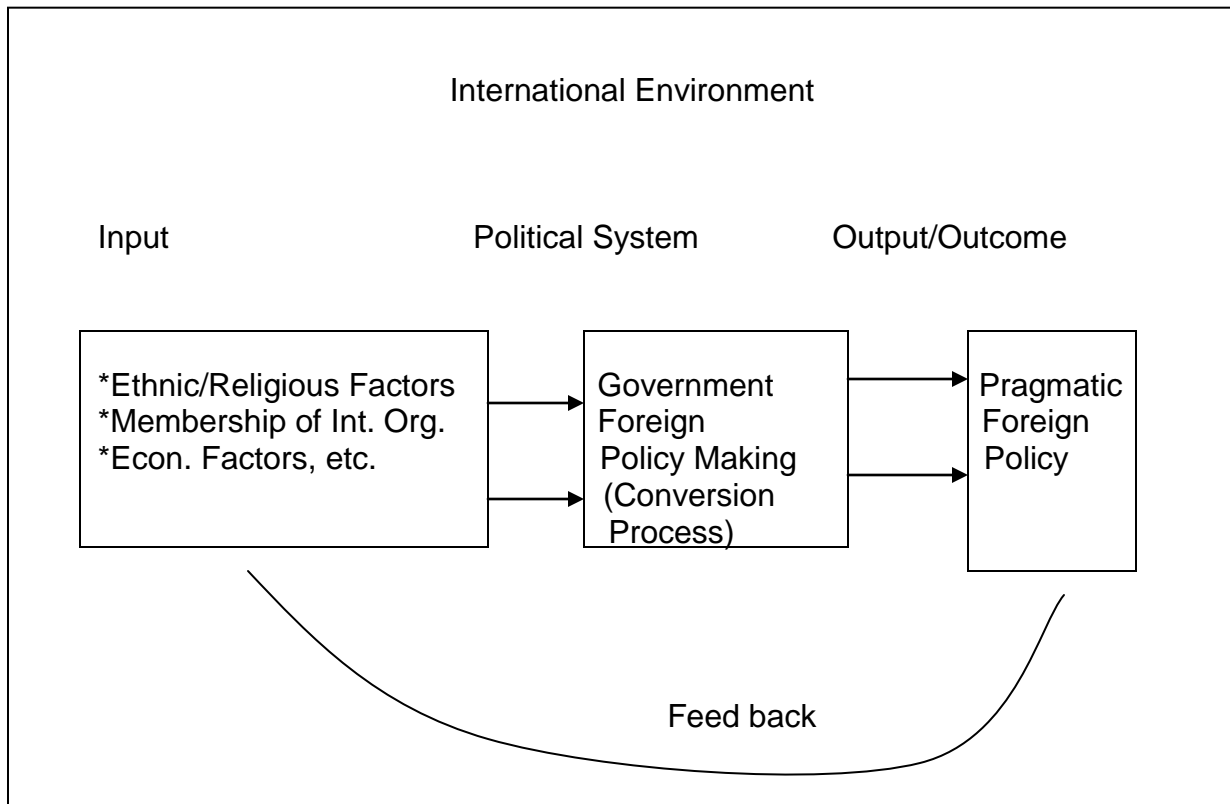 International Environment
Input Political System Output/Outcome
*Ethnic/Religious Factors
*Membership of Int. Org.
*Econ. Factors, etc.
Government
Foreign
Policy Making
(Conversion
Process)
Pragmatic
Foreign
Policy
Feed back